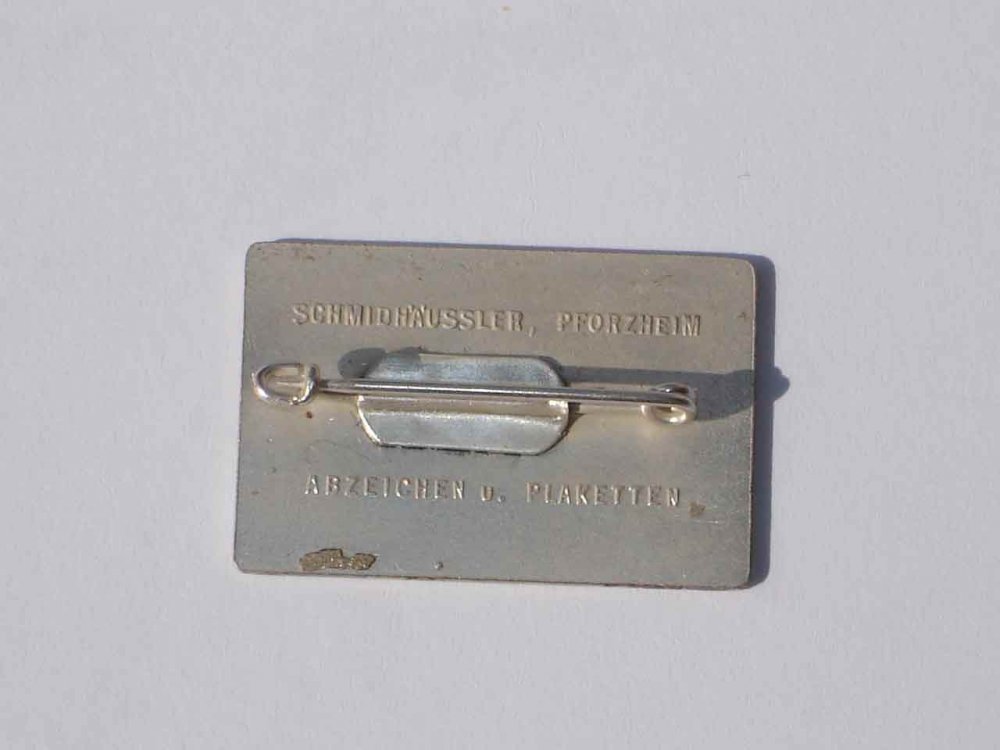 SCHMIDHÄUSSLER, PFORZHEIM
ABZEICHEN U. PLAKETTEN